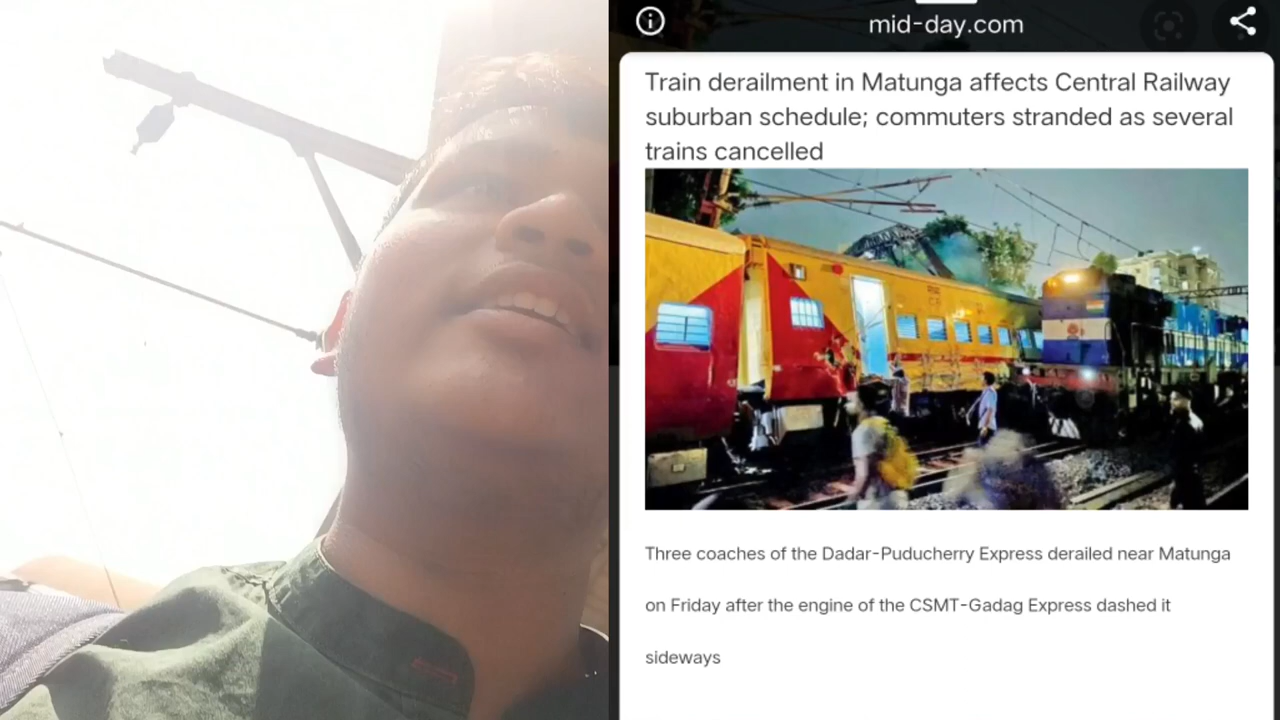 mid-day.com
Train derailment in Matunga affects Central Railway
suburban schedule; commuters stranded as several
trains cancelled
Three coaches of the Dadar-Puducherry Express derailed near Matunga
on Friday after the engine of the CSMT-Gadag Express dashed it
sideways